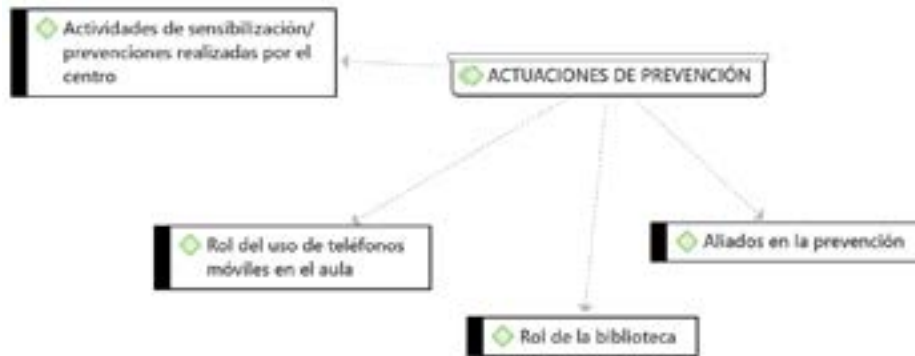 Actividades de sensibilización/
prevenciones realizadas por el
centro
ACTUACIONES DE PREVENCIÓN
Rol del uso de teléfonos
móviles en el aula
Aliados en la prevención
Rol de la biblioteca